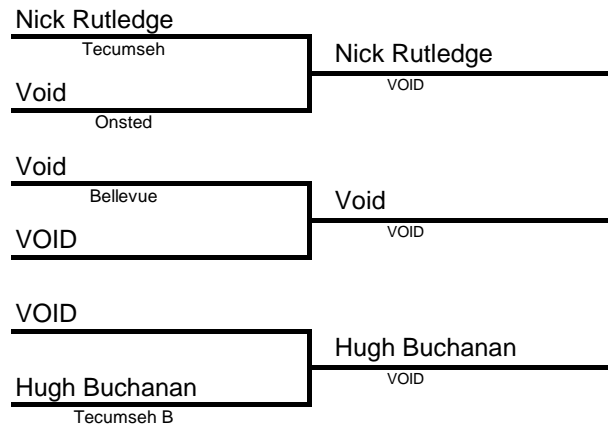 Nick Rutledge
Tecumseh
Nick Rutledge
VOID
Void
Onsted
Void
Bellevue
Void
VOID
VOID
VOID
Hugh Buchanan
VOID
Hugh Buchanan
Tecumseh B